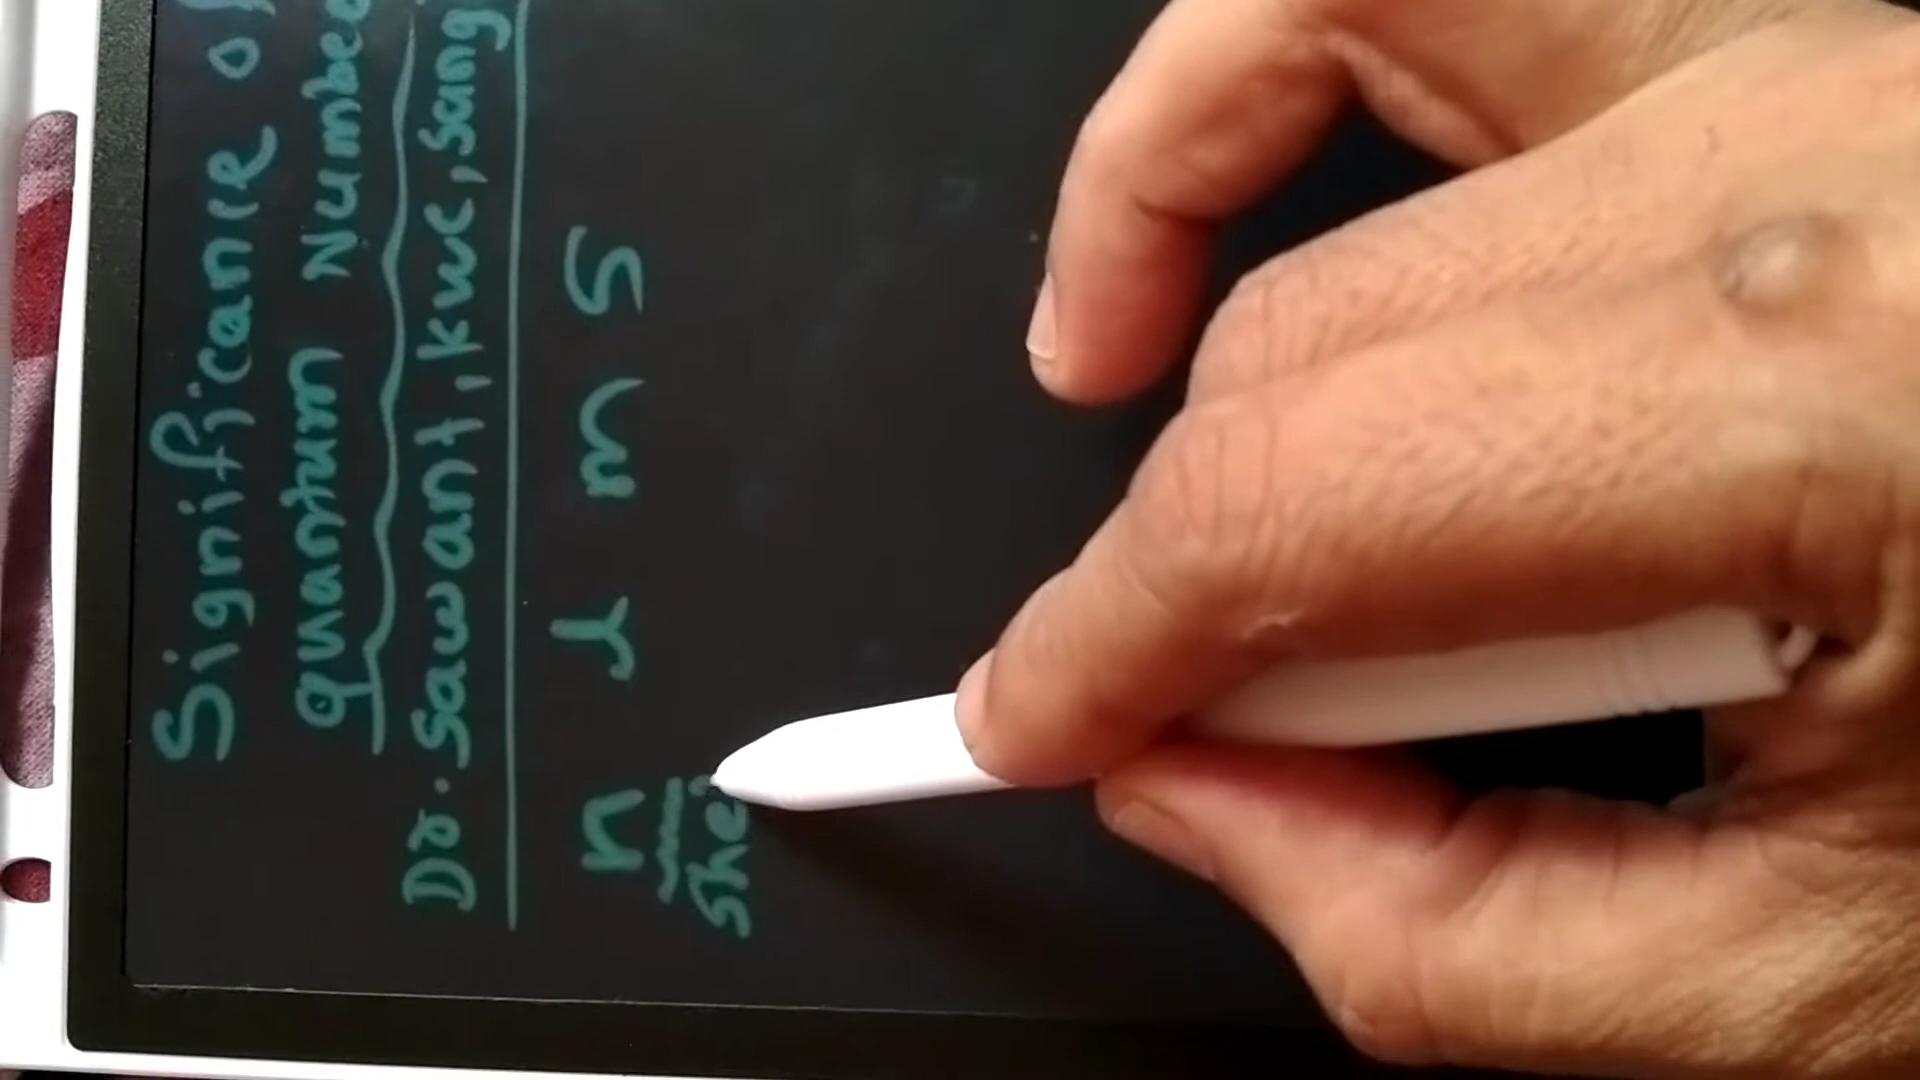 Significance of
quantum Number
Dr. Sawant, kwc, sang
n l m s
She